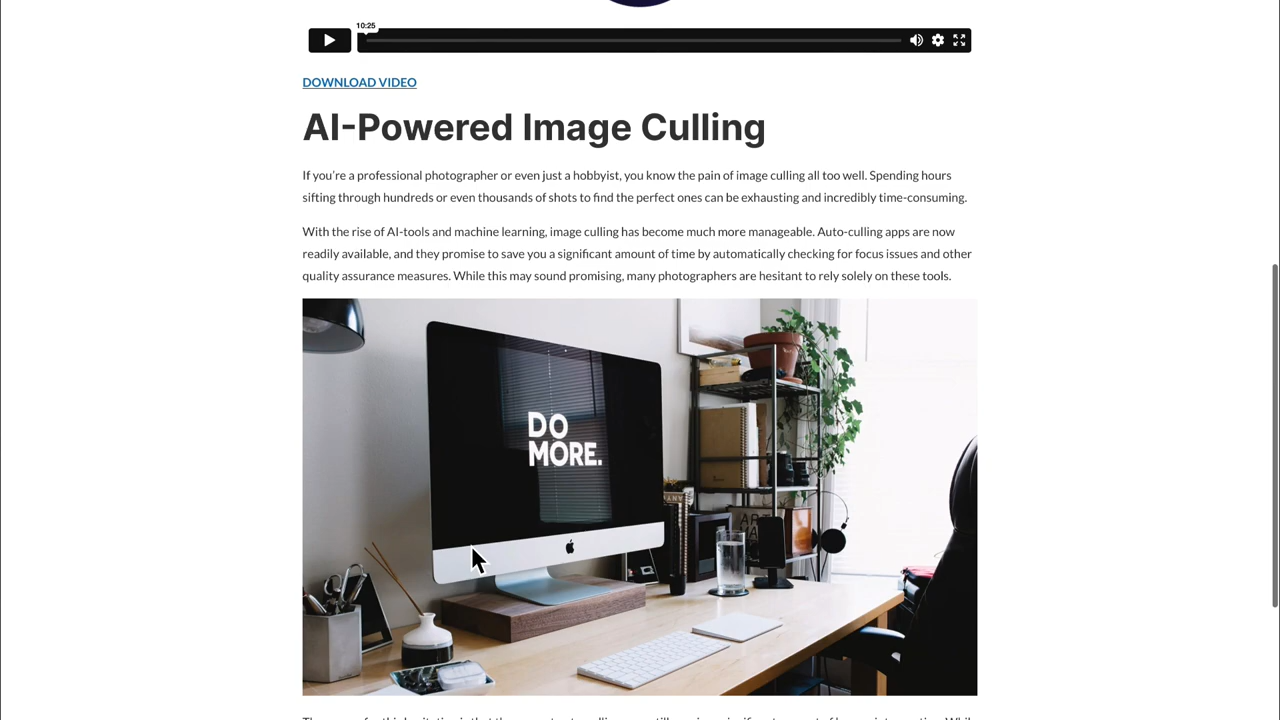 10:25
DOWNLOAD VIDEO
AI-Powered Image Culling
If you're a professional photographer or even just a hobbyist, you know the pain of image culling all too well. Spending hours
sifting through hundreds or even thousands of shots to find the perfect ones can be exhausting and incredibly time-consuming.
With the rise of AI-tools and machine learning, image culling has become much more manageable. Auto-culling apps are now
readily available, and they promise to save you a significant amount of time by automatically checking for focus issues and other
quality assurance measures. While this may sound promising, many photographers are hesitant to rely solely on these tools.
DO
MORE.